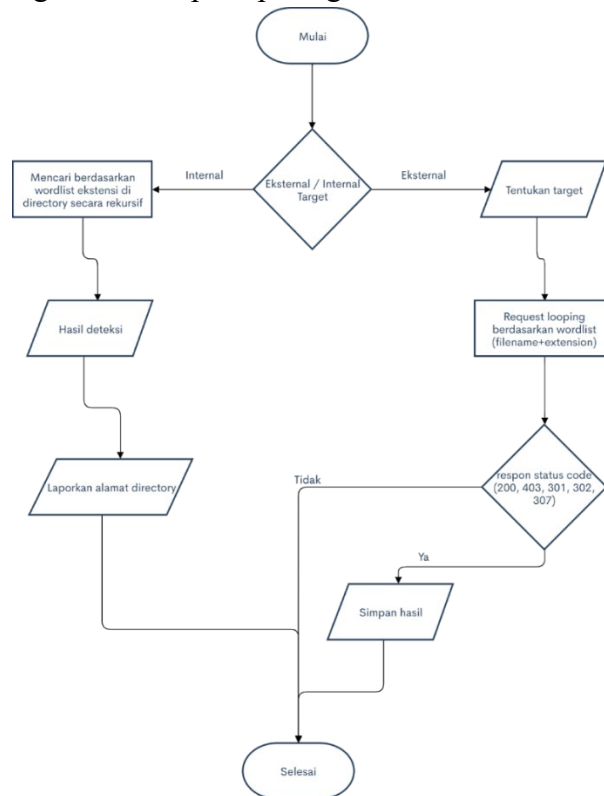 Mulai
Internal
Eksternal / Internal
Target
Eksternal
Mencari berdasarkan
wordlist ekstensi di
directory secara rekursif
Tentukan target
Hasil deteksi
Request looping
berdasarkan wordlist
(filename+extension)
Laporkan alamat directory
Tidak
respon status code
(200, 403, 301, 302,
307)
Ya
Simpan hasil
Selesai